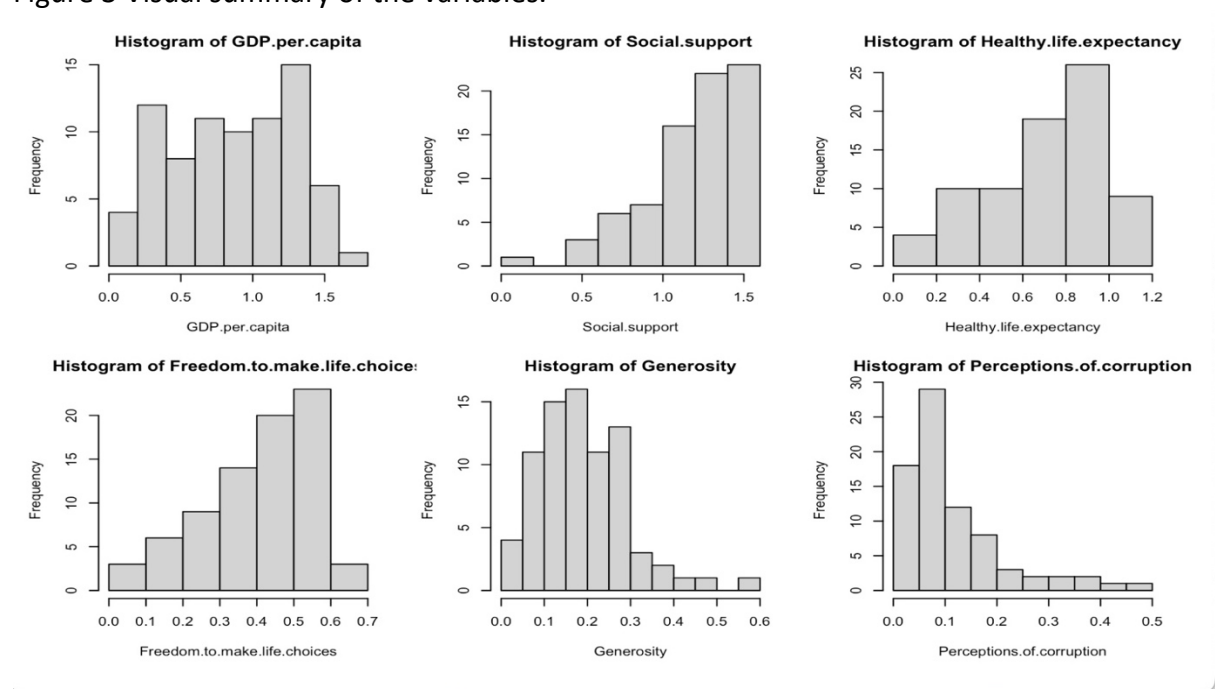 Figure 3 Visual summary of the variables.
Histogram of GDP.per.capita
Frequency
0 5 10 15
0.0 0.5 1.0 1.5
GDP.per.capita
Histogram of Social.support
Frequency
0 5 10 15 20
0.0 0.5 1.0 1.5
Social.support
Histogram of Healthy.life.expectancy
Frequency
0 5 10 15 20 25
0.0 0.2 0.4 0.6 0.8 1.0 1.2
Healthy.life.expectancy
Histogram of Freedom.to.make.life.choice
Frequency
0 5 10 15 20
0.0 0.1 0.2 0.3 0.4 0.5 0.6 0.7
Freedom.to.make.life.choices
Histogram of Generosity
Frequency
0 5 10 15
0.0 0.1 0.2 0.3 0.4 0.5 0.6
Generosity
Histogram of Perceptions.of.corruption
Frequency
0 5 10 15 20 25 30
0.0 0.1 0.2 0.3 0.4 0.5
Perceptions.of.corruption